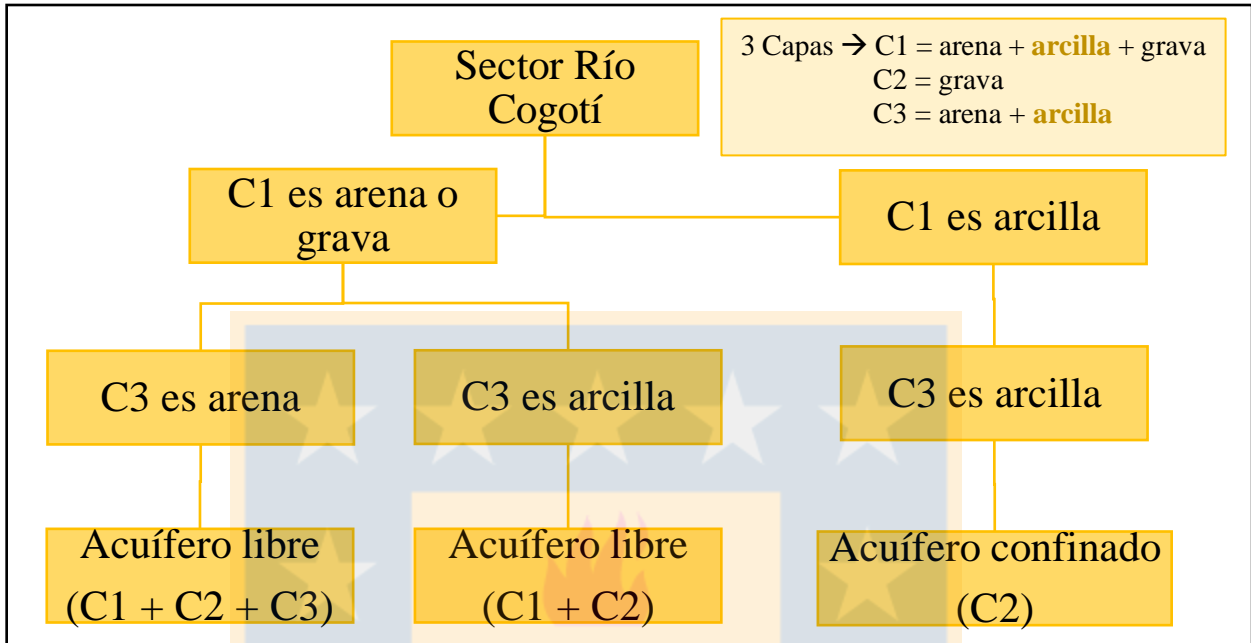 Sector Río
Cogotí
3 Capas → C1 = arena + arcilla + grava
C2 = grava
C3 = arena + arcilla
C1 es arena o
grava
C1 es arcilla
C3 es arena
C3 es arcilla
C3 es arcilla
Acuífero libre
(C1 + C2 + C3)
Acuífero libre
(C1 + C2)
Acuífero confinado
(C2)